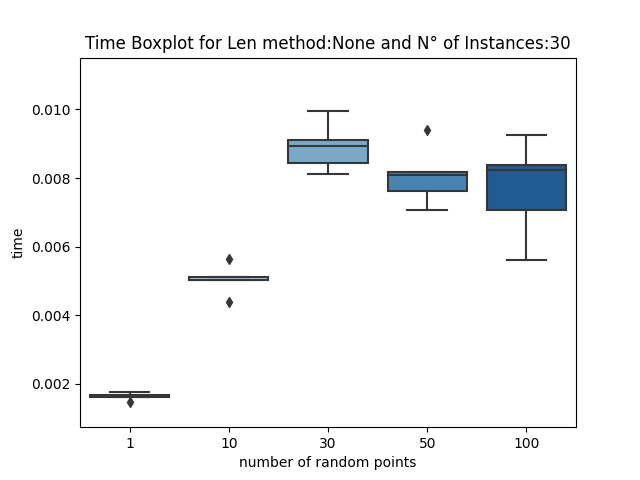 Time Boxplot for Len method:None and N° of Instances:30
0.010
0.008
0.006
0.004
0.002
time
1 10 30 50 100
number of random points